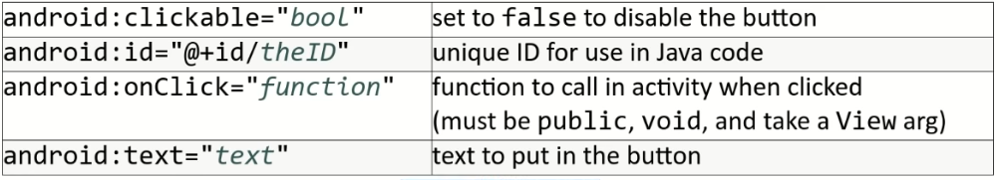 android:clickable="bool" set to false to disable the button
android:id="@+id/theID" unique ID for use in Java code
android:onClick="function" function to call in activity when clicked
(must be public, void, and take a View arg)
android:text="text" text to put in the button